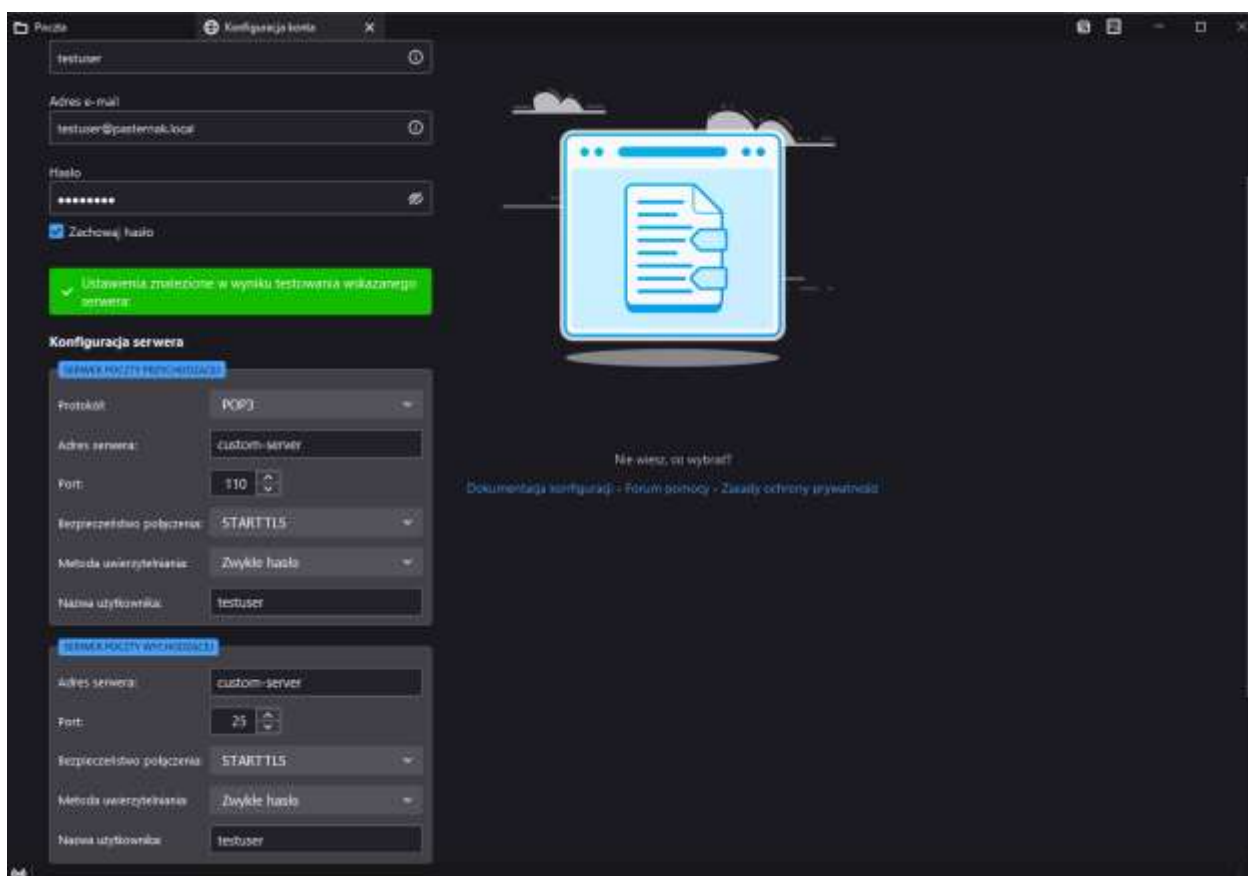 Poczta
Konfiguracja konta
testuser
Adres e-mail
testuser@pasternak.local
Hasło
Zachowaj hasło
Ustawienia znalezione w wyniku testowania wskazanego
serwera:
Konfiguracja serwera
SERWER POCZTY PRZYCHODZĄCEJ
Protokół: POP3
Adres serwera: custom-server
Port: 110
Bezpieczeństwo połączenia: STARTTLS
Metoda uwierzytelniania: Zwykłe hasło
Nazwa użytkownika: testuser
SERWER POCZTY WYCHODZĄCEJ
Adres serwera: custom-server
Port: 25
Bezpieczeństwo połączenia: STARTTLS
Metoda uwierzytelniania: Zwykłe hasło
Nazwa użytkownika: testuser
Nie wiesz, co wybrać?
Dokumentacja konfiguracji - Forum pomocy - Zasady ochrony prywatności